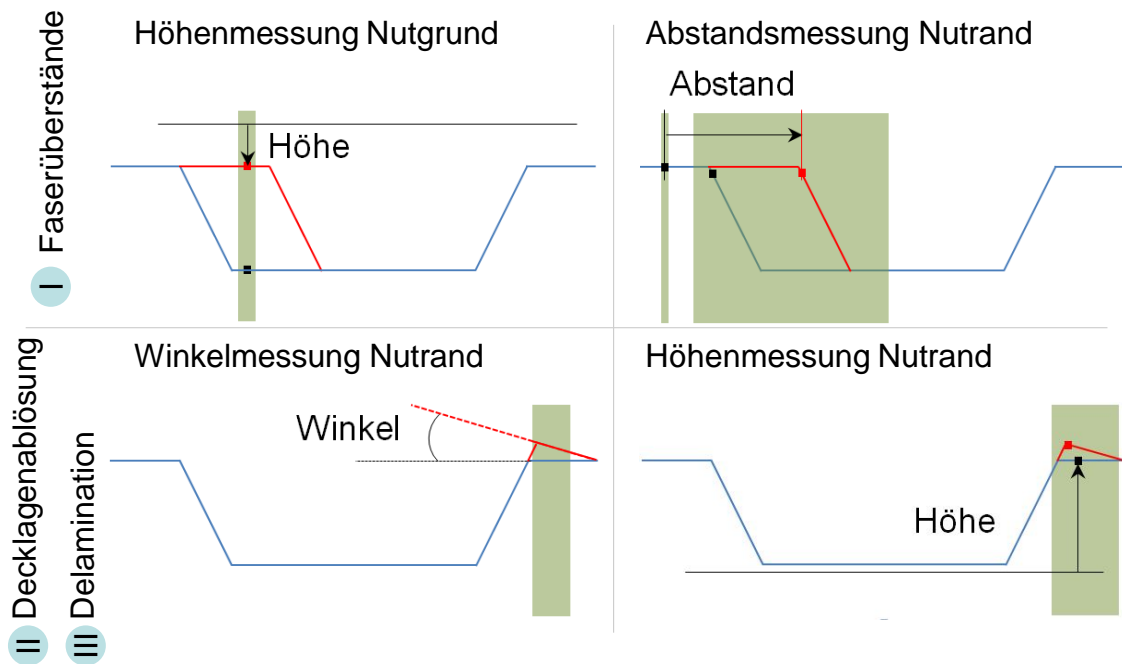 Höhenmessung Nutgrund
Abstandsmessung Nutrand
Abstand
Höhe
I Faserüberstände
Winkelmessung Nutrand
Höhenmessung Nutrand
Winkel
Höhe
II Decklagenablösung
III Delamination